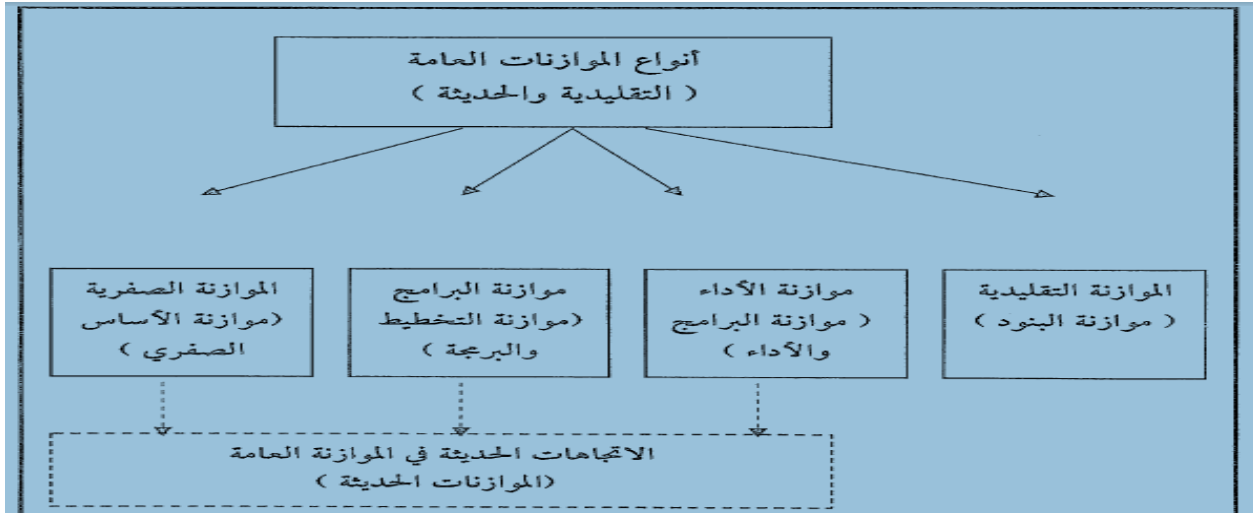 أنواع الموازنات العامة
( التقليدية والحديثة )
الموازنة التقليدية
( موازنة البنود )
موازنة الأداء
( موازنة البرامج
والأداء )
موازنة البرامج
(موازنة التخطيط
والبرمجة )
الموازنة الصفرية
(موازنة الأساس
الصفري )
الاتجاهات الحديثة في الموازنة العامة
(الموازنات الحديثة )